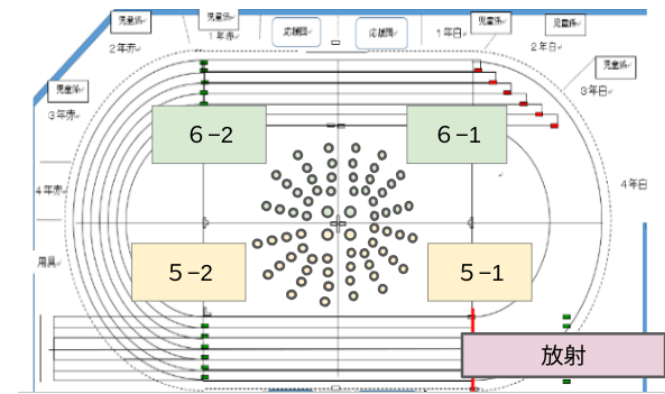 児童係
児童係
応援団
応援団
児童係
児童係
1年赤
1年白
2年赤
2年白
児童係
児童係
3年赤
3年白
6-2
6-1
4年赤
4年白
用具
5-2
5-1
放射